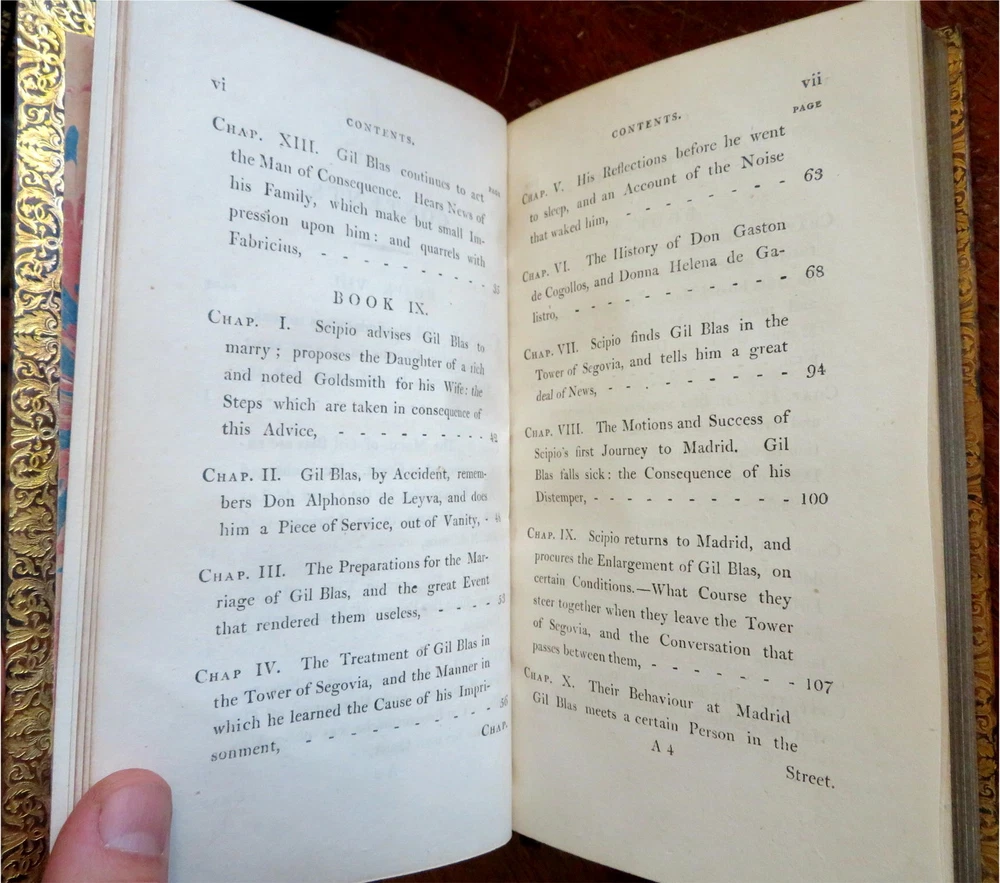 vi
CONTENTS.
PAGE
CHAP. XIII. Gil Blas continues to act
the Man of Consequence. Hears News of
his Family, which make but small Im-
pression upon him: and quarrels with
Fabricius, - - - - - - - - 35
BOOK IX.
CHAP. I. Scipio advises Gil Blas to
marry; proposes the Daughter of a rich
and noted Goldsmith for his Wife: the
Steps which are taken in consequence of
this Advice, - - - - - - - - - 42
CHAP. II. Gil Blas, by Accident, remem-
bers Don Alphonso de Leyva, and does
him a Piece of Service, out of Vanity, -
CHAP. III. The Preparations for the Mar-
riage of Gil Blas, and the great Event
that rendered them useless, - - - - 53
CHAP IV. The Treatment of Gil Blas in
the Tower of Segovia, and the Manner in
which he learned the Cause of his Impri-
sonment, - - - - - - - - 56
CHAP.
vii
CONTENTS.
PAGE
CHAP. V. His Reflections before he went
to sleep, and an Account of the Noise
that waked him, - - - - - - - 63
CHAP. VI. The History of Don Gaston
de Cogollos, and Donna Helena de Ga-
listro, - - - - - - - - - 68
CHAP. VII. Scipio finds Gil Blas in the
Tower of Segovia, and tells him a great
deal of News, - - - - - - - - - 94
CHAP. VIII. The Motions and Success of
Scipio's first Journey to Madrid. Gil
Blas falls sick: the Consequence of his
Distemper, - - - - - - - - - - 100
CHAP. IX. Scipio returns to Madrid, and
procures the Enlargement of Gil Blas, on
certain Conditions.—What Course they
steer together when they leave the Tower
of Segovia, and the Conversation that
passes between them, - - - - - - 107
CHAP. X. Their Behaviour at Madrid
Gil Blas meets a certain Person in the
A 4
Street.